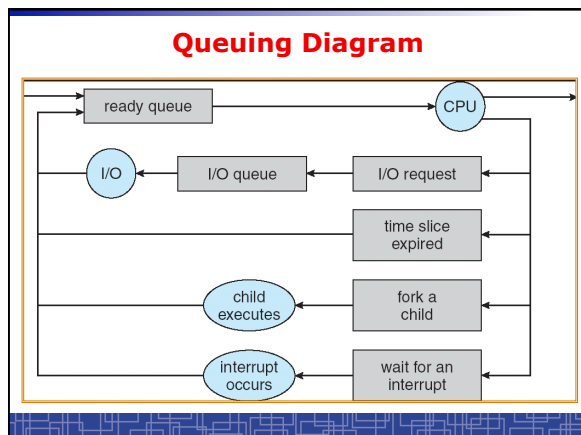 Queuing Diagram
ready queue
CPU
I/O
I/O queue
I/O request
time slice
expired
child
executes
fork a
child
interrupt
occurs
wait for an
interrupt